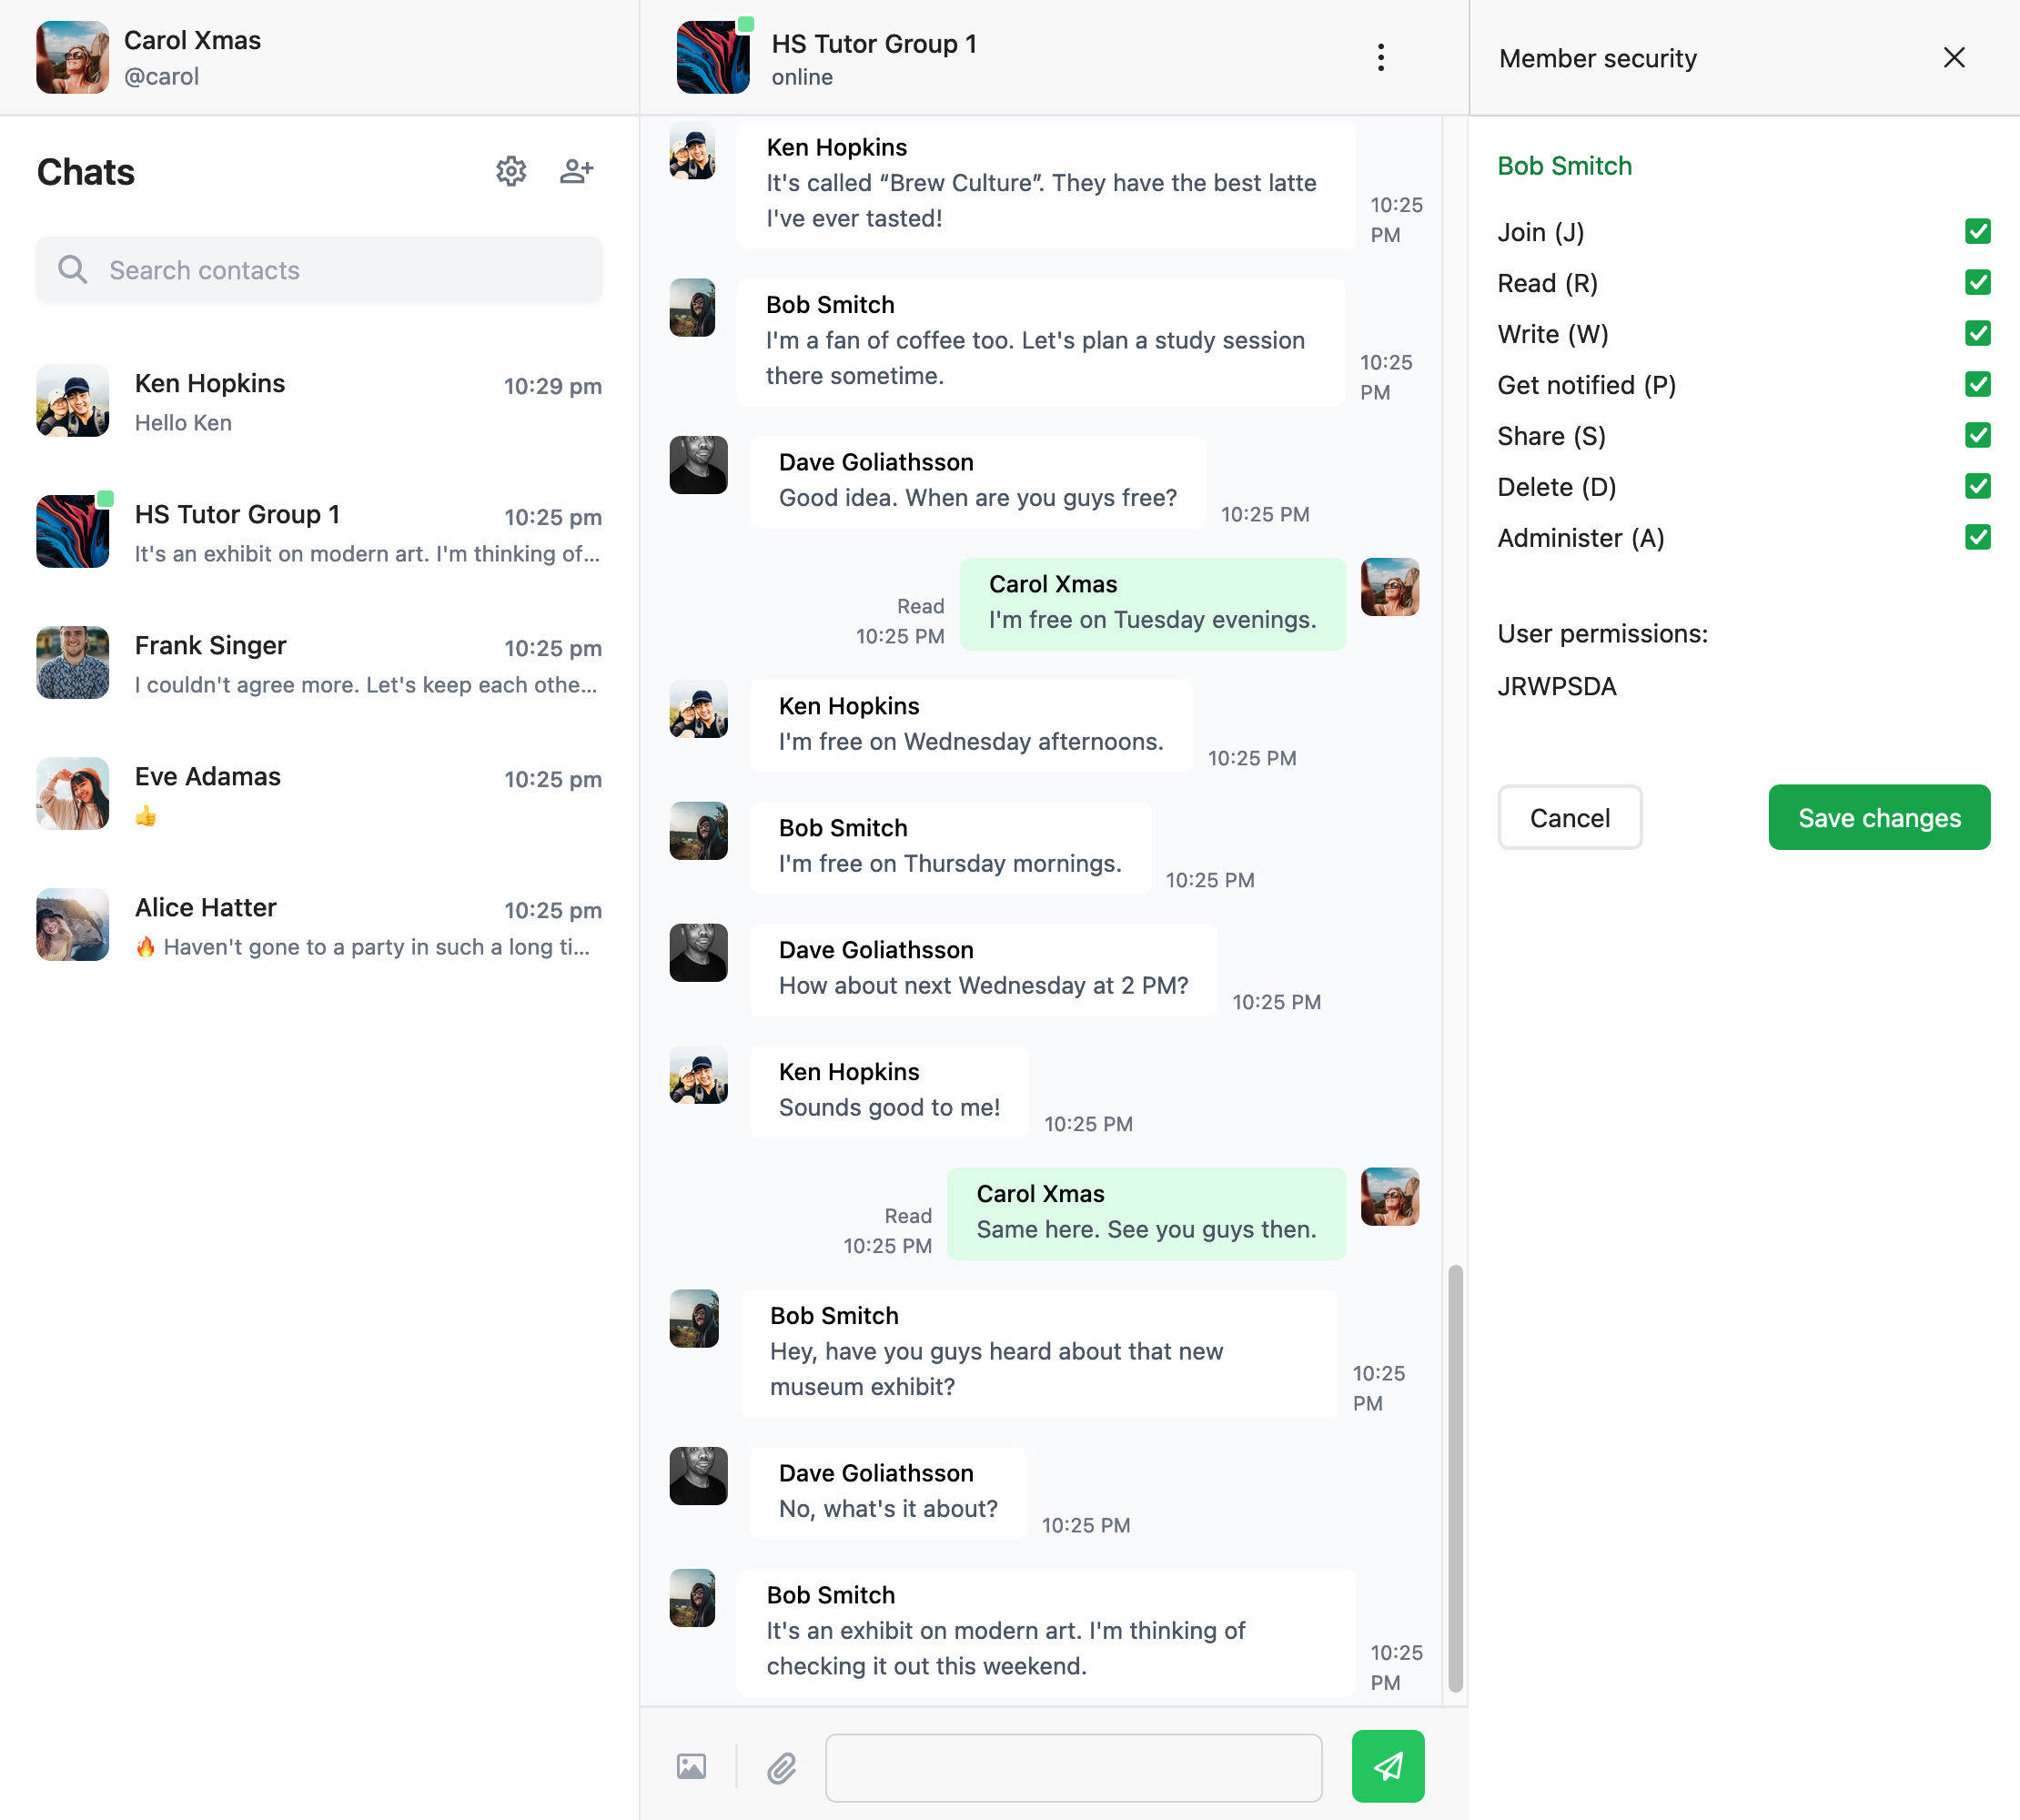 Carol Xmas
@carol
Chats
Search contacts
Ken Hopkins
10:29 pm
Hello Ken
HS Tutor Group 1
10:25 pm
It's an exhibit on modern art. I'm thinking of...
Frank Singer
10:25 pm
I couldn't agree more. Let's keep each othe...
Eve Adamas
10:25 pm
👍
Alice Hatter
10:25 pm
🔥 Haven't gone to a party in such a long ti...
HS Tutor Group 1
online
Ken Hopkins
It's called “Brew Culture”. They have the best latte
I've ever tasted!
10:25
PM
Bob Smitch
I'm a fan of coffee too. Let's plan a study session
there sometime.
10:25
PM
Dave Goliathsson
Good idea. When are you guys free?
10:25 PM
Carol Xmas
I'm free on Tuesday evenings.
Read
10:25 PM
Ken Hopkins
I'm free on Wednesday afternoons.
10:25 PM
Bob Smitch
I'm free on Thursday mornings.
10:25 PM
Dave Goliathsson
How about next Wednesday at 2 PM?
10:25 PM
Ken Hopkins
Sounds good to me!
10:25 PM
Carol Xmas
Same here. See you guys then.
Read
10:25 PM
Bob Smitch
Hey, have you guys heard about that new
museum exhibit?
10:25
PM
Dave Goliathsson
No, what's it about?
10:25 PM
Bob Smitch
It's an exhibit on modern art. I'm thinking of
checking it out this weekend.
10:25
PM
Member security
Bob Smitch
Join (J)
Read (R)
Write (W)
Get notified (P)
Share (S)
Delete (D)
Administer (A)
User permissions:
JRWPSDA
Cancel
Save changes